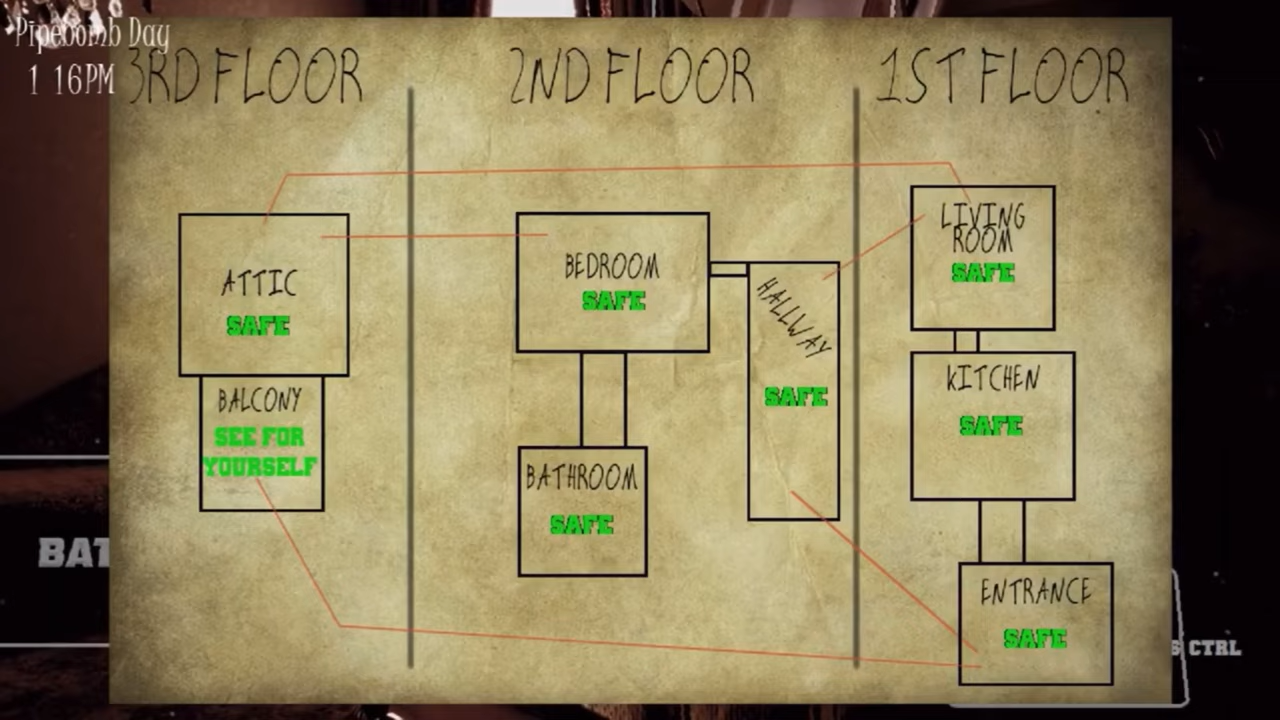 Pipebomb Day
1 16PM
3RD FLOOR
2ND FLOOR
1ST FLOOR
ATTIC
SAFE
BALCONY
SEE FOR
YOURSELF
BEDROOM
SAFE
HALLWAY
SAFE
BATHROOM
SAFE
LIVING
ROOM
SAFE
KITCHEN
SAFE
ENTRANCE
SAFE
BAT
CTRL